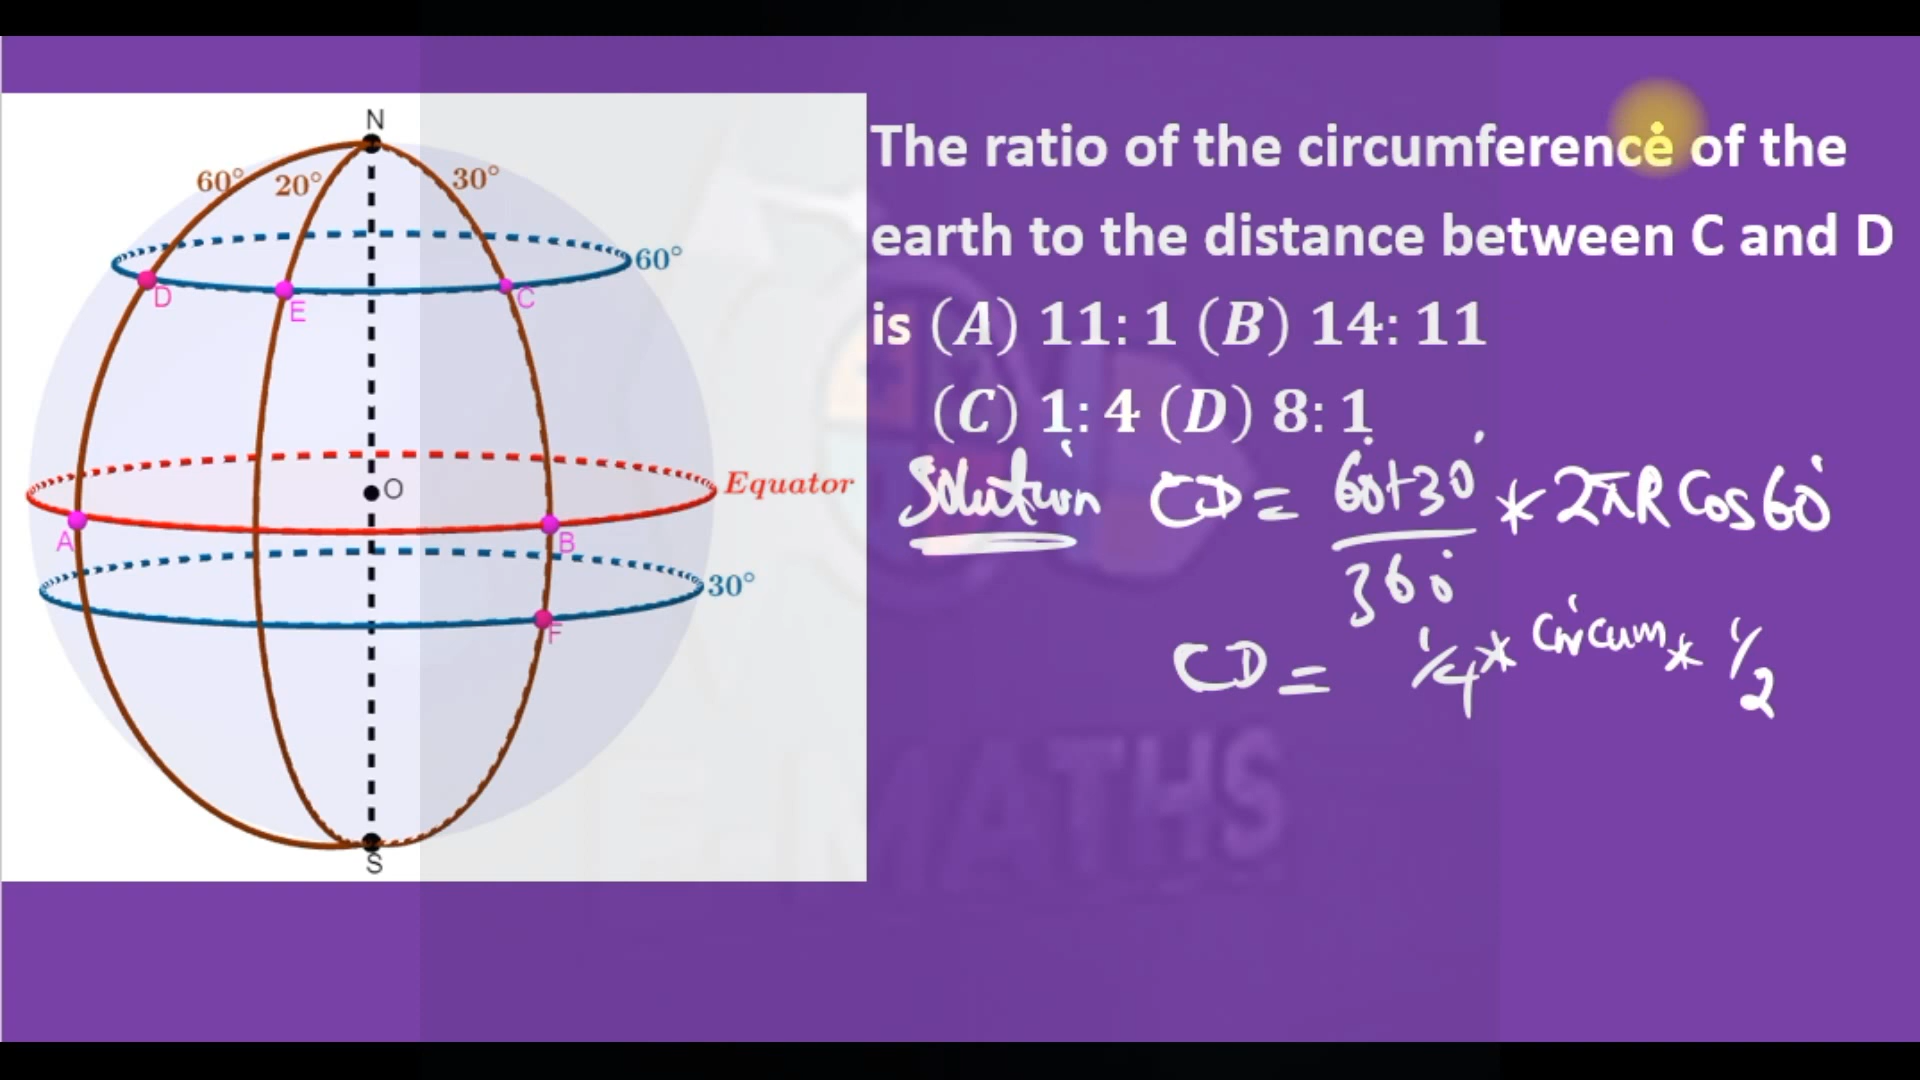 N
60° 20° 30°
60°
D E C
O
Equator
A B
30°
F
S
The ratio of the circumference of the
earth to the distance between C and D
is (A) 11: 1 (B) 14: 11
(C) 1: 4 (D) 8: 1
Solution CD = 60°+30° / 360° * 2πR Cos60°
CD = 1/4 * Circum * 1/2
MATHS